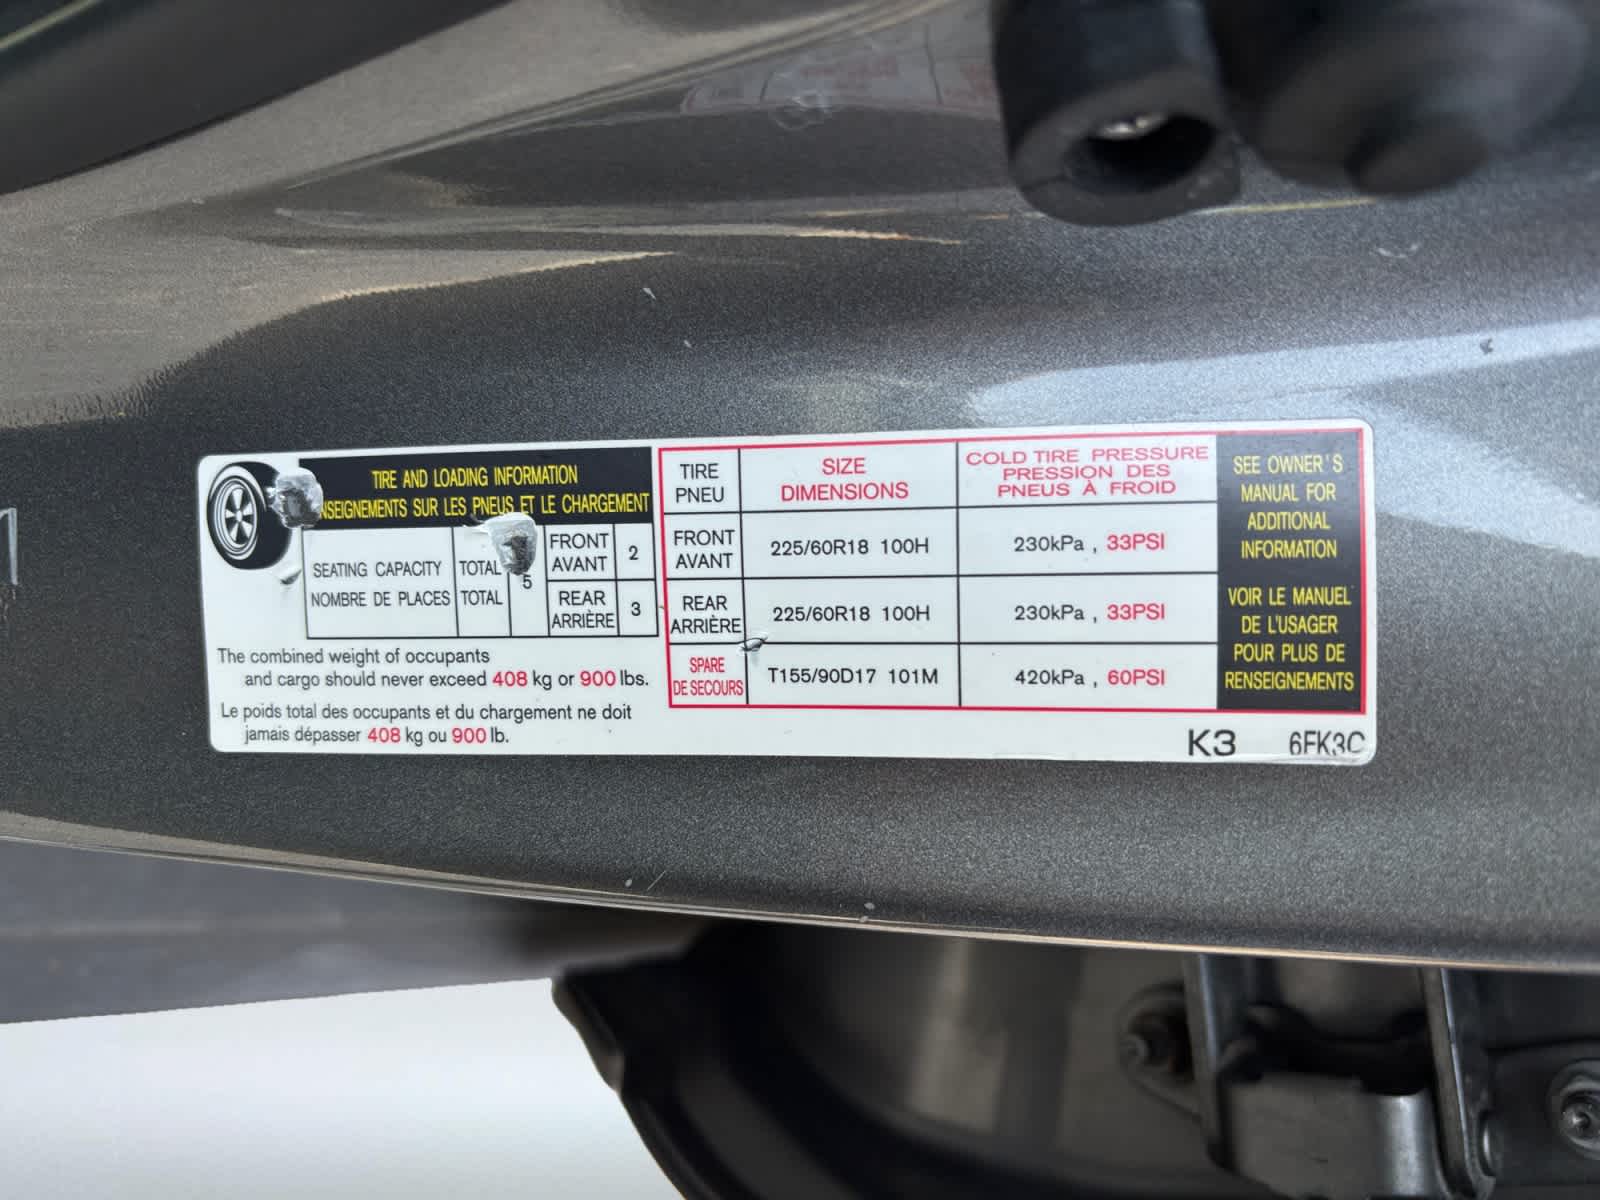 TIRE AND LOADING INFORMATION
SUR LES PNEUS ET LE CHARGEMENT
SEATING CAPACITY
NOMBRE DE PLACES
TOTAL
TOTAL
5
FRONT
AVANT
2
REAR
ARRIÈRE
3
The combined weight of occupants
and cargo should never exceed 408 kg or 900 lbs.
Le poids total des occupants et du chargement ne doit
jamais dépasser 408 kg ou 900 lb.
TIRE
PNEU
SIZE
DIMENSIONS
COLD TIRE PRESSURE
PRESSION DES
PNEUS À FROID
FRONT
AVANT
225/60R18 100H
230kPa , 33PSI
REAR
ARRIÈRE
225/60R18 100H
230kPa , 33PSI
SPARE
DE SECOURS
T155/90D17 101M
420kPa , 60PSI
SEE OWNER'S
MANUAL FOR
ADDITIONAL
INFORMATION
VOIR LE MANUEL
DE L'USAGER
POUR PLUS DE
RENSEIGNEMENTS
K3